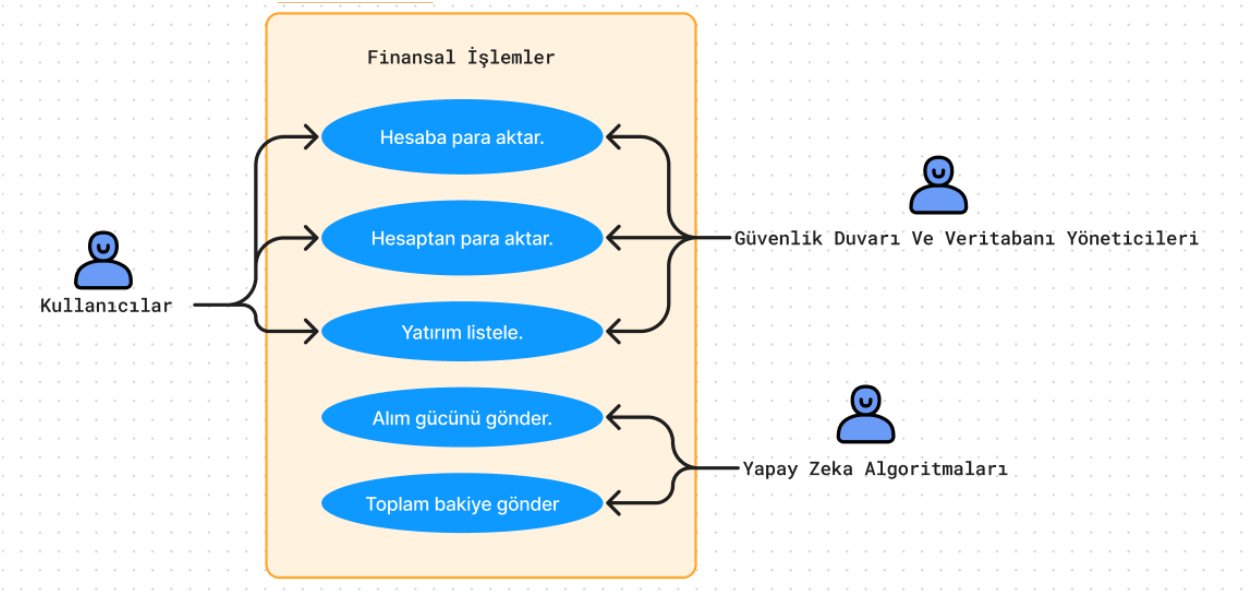 Finansal İşlemler
Hesaba para aktar.
Hesaptan para aktar.
Güvenlik Duvarı Ve Veritabanı Yöneticileri
Kullanıcılar
Yatırım listele.
Alım gücünü gönder.
Yapay Zeka Algoritmaları
Toplam bakiye gönder